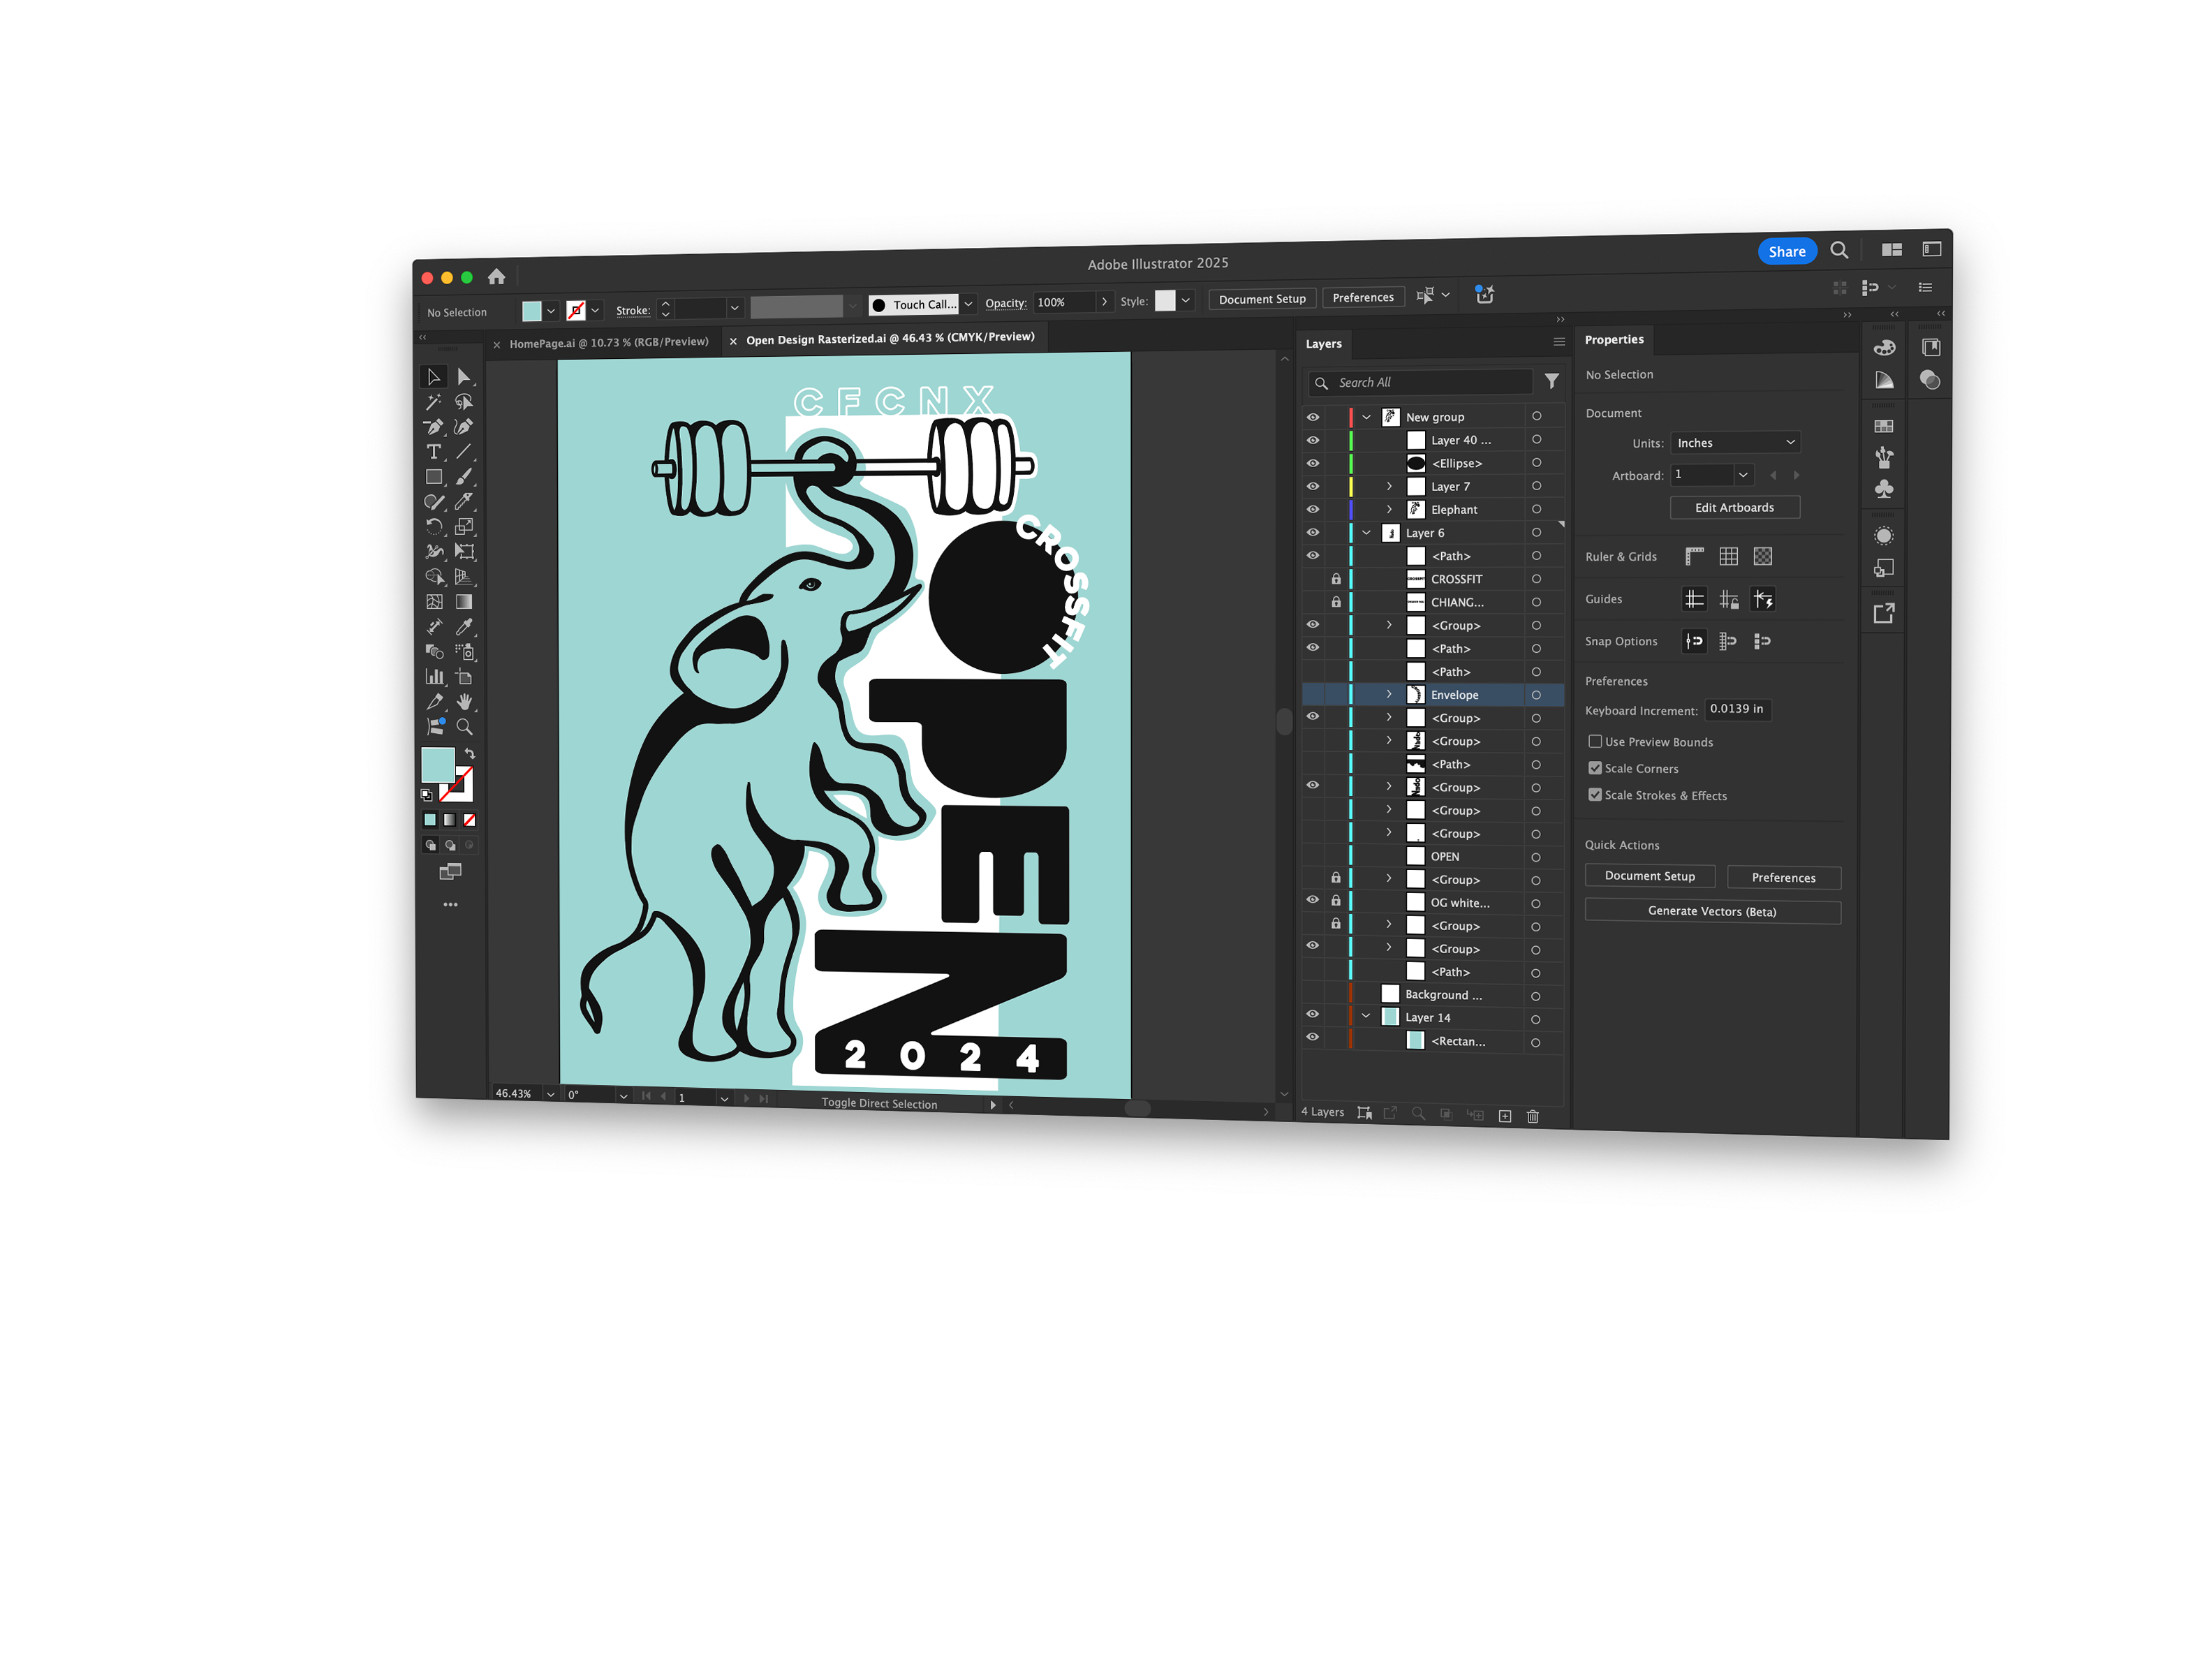 Adobe Illustrator 2025
Share
No Selection
Stroke:
Touch Call...
Opacity: 100%
Style:
Document Setup
Preferences
HomePage.ai @ 10.73 % (RGB/Preview)
Open Design Rasterized.ai @ 46.43 % (CMYK/Preview)
CFCNX
CROSSFIT
OPEN
2024
46.43%
0°
1
Toggle Direct Selection
Layers
Search All
New group
Layer 40 ...
<Ellipse>
Layer 7
Elephant
Layer 6
<Path>
CROSSFIT
CHIANG...
<Group>
<Path>
<Path>
Envelope
<Group>
<Group>
<Path>
<Group>
<Group>
<Group>
OPEN
<Group>
OG white...
<Group>
<Group>
<Path>
Background ...
Layer 14
<Rectan...
4 Layers
Properties
No Selection
Document
Units: Inches
Artboard: 1
Edit Artboards
Ruler & Grids
Guides
Snap Options
Preferences
Keyboard Increment: 0.0139 in
Use Preview Bounds
Scale Corners
Scale Strokes & Effects
Quick Actions
Document Setup
Preferences
Generate Vectors (Beta)